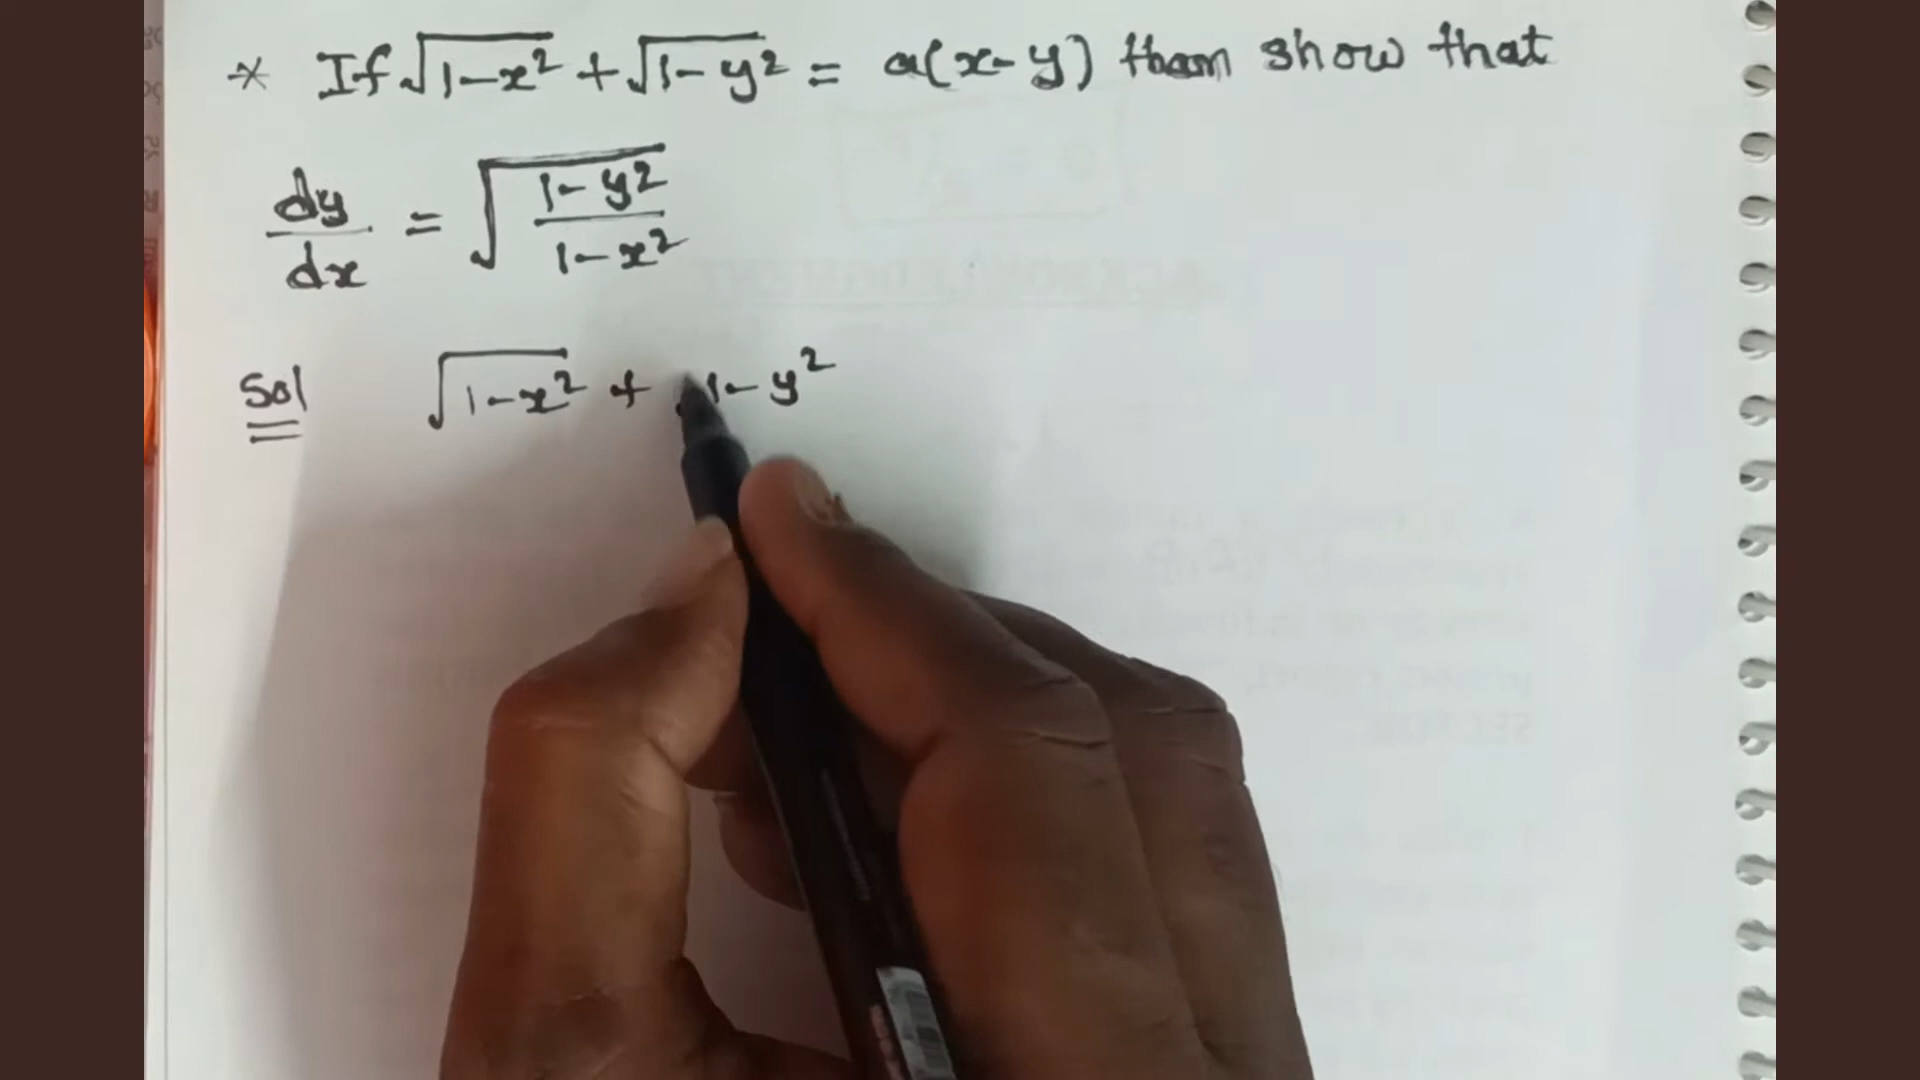 * If √1-x² + √1-y² = a(x-y) then show that
dy/dx = √(1-y²/1-x²)
Sol √1-x² + √1-y²